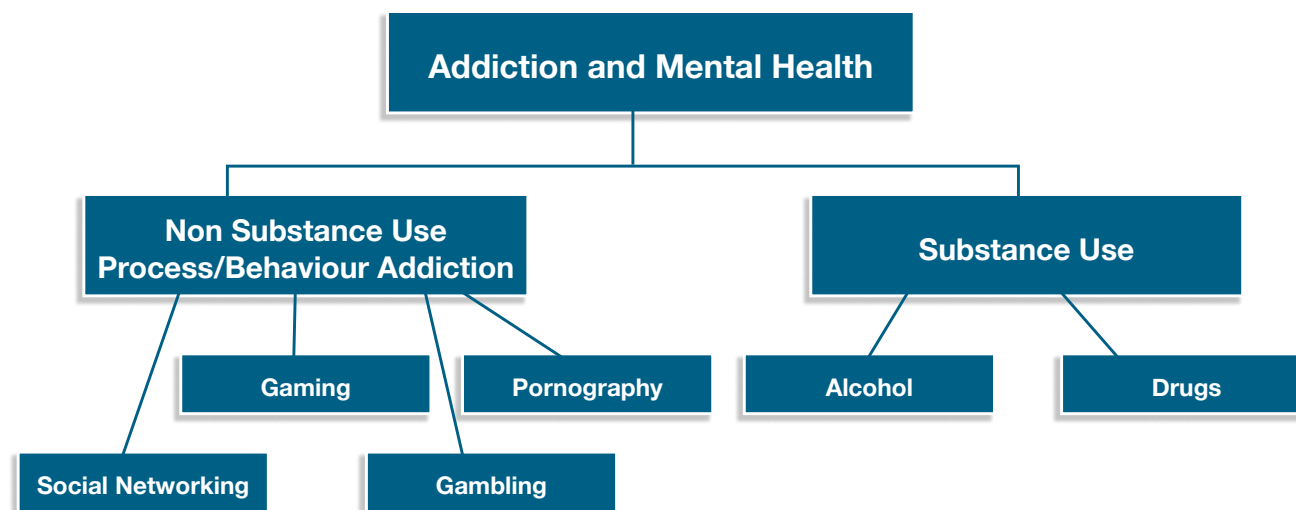 Addiction and Mental Health
Non Substance Use
Process/Behaviour Addiction
Substance Use
Gaming
Pornography
Alcohol
Drugs
Social Networking
Gambling